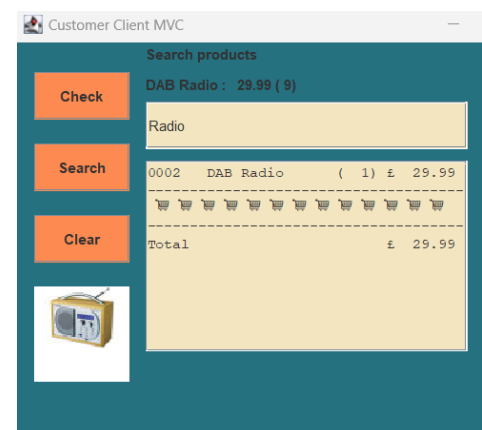 Customer Client MVC
Search products
DAB Radio : 29.99 ( 9)
Check
Radio
Search
0002 DAB Radio ( 1) £ 29.99
Clear
Total £ 29.99